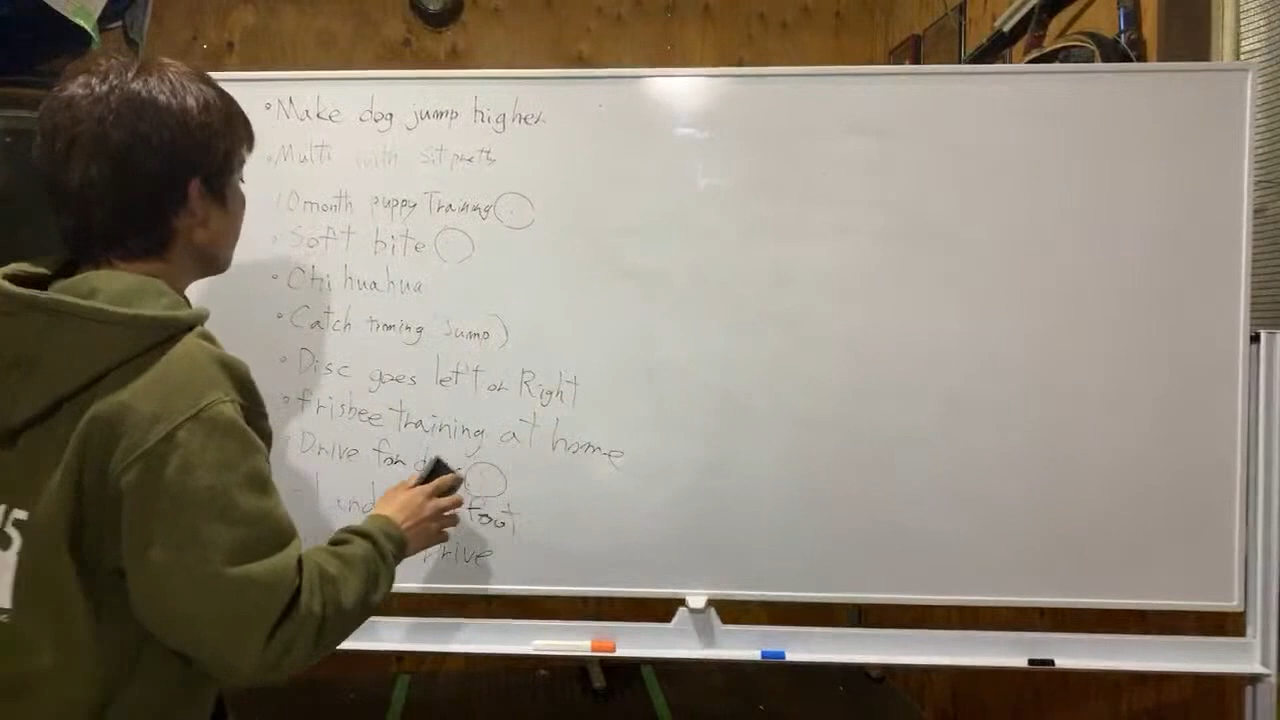 Make dog jump higher
Multi with Sit pretty
10 month puppy Training
Soft bite
Chihuahua
Catch timing Jump)
Disc goes left or Right
frisbee training at home
Drive for
foot
Drive